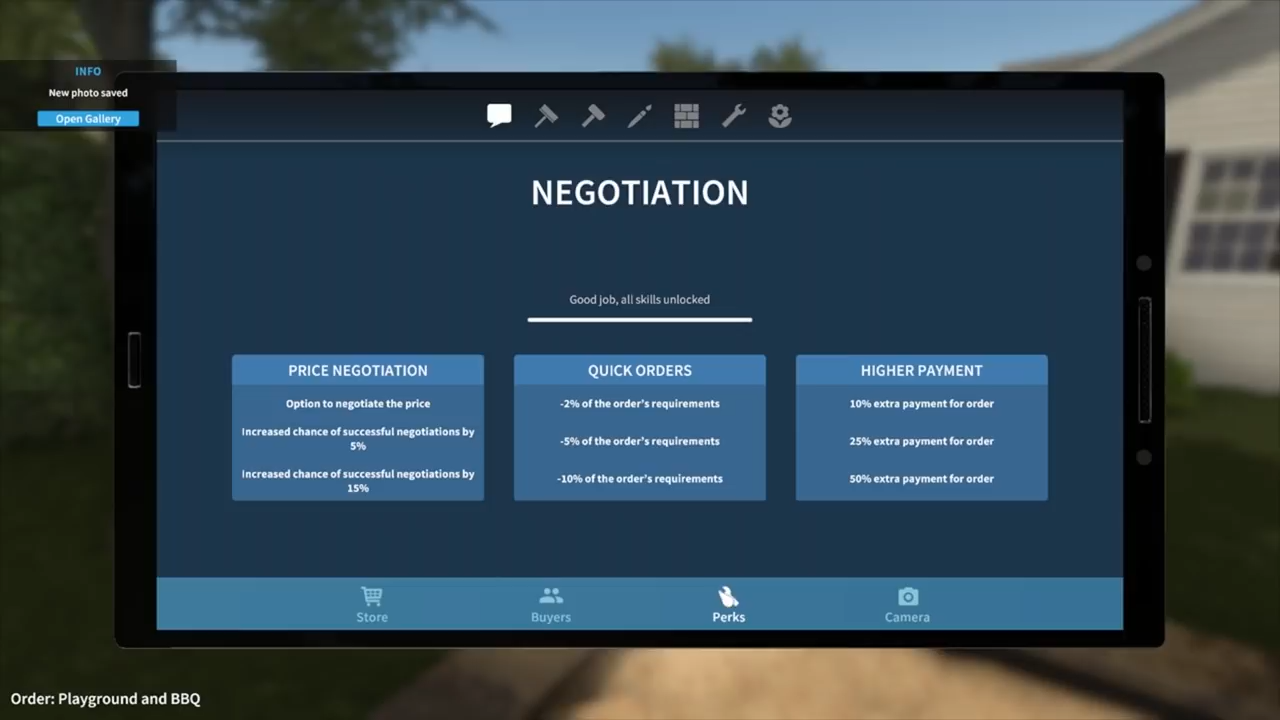 INFO
New photo saved
Open Gallery
NEGOTIATION
Good job, all skills unlocked
PRICE NEGOTIATION
Option to negotiate the price
Increased chance of successful negotiations by
5%
Increased chance of successful negotiations by
15%
QUICK ORDERS
-2% of the order's requirements
-5% of the order's requirements
-10% of the order's requirements
HIGHER PAYMENT
10% extra payment for order
25% extra payment for order
50% extra payment for order
Store
Buyers
Perks
Camera
Order: Playground and BBQ